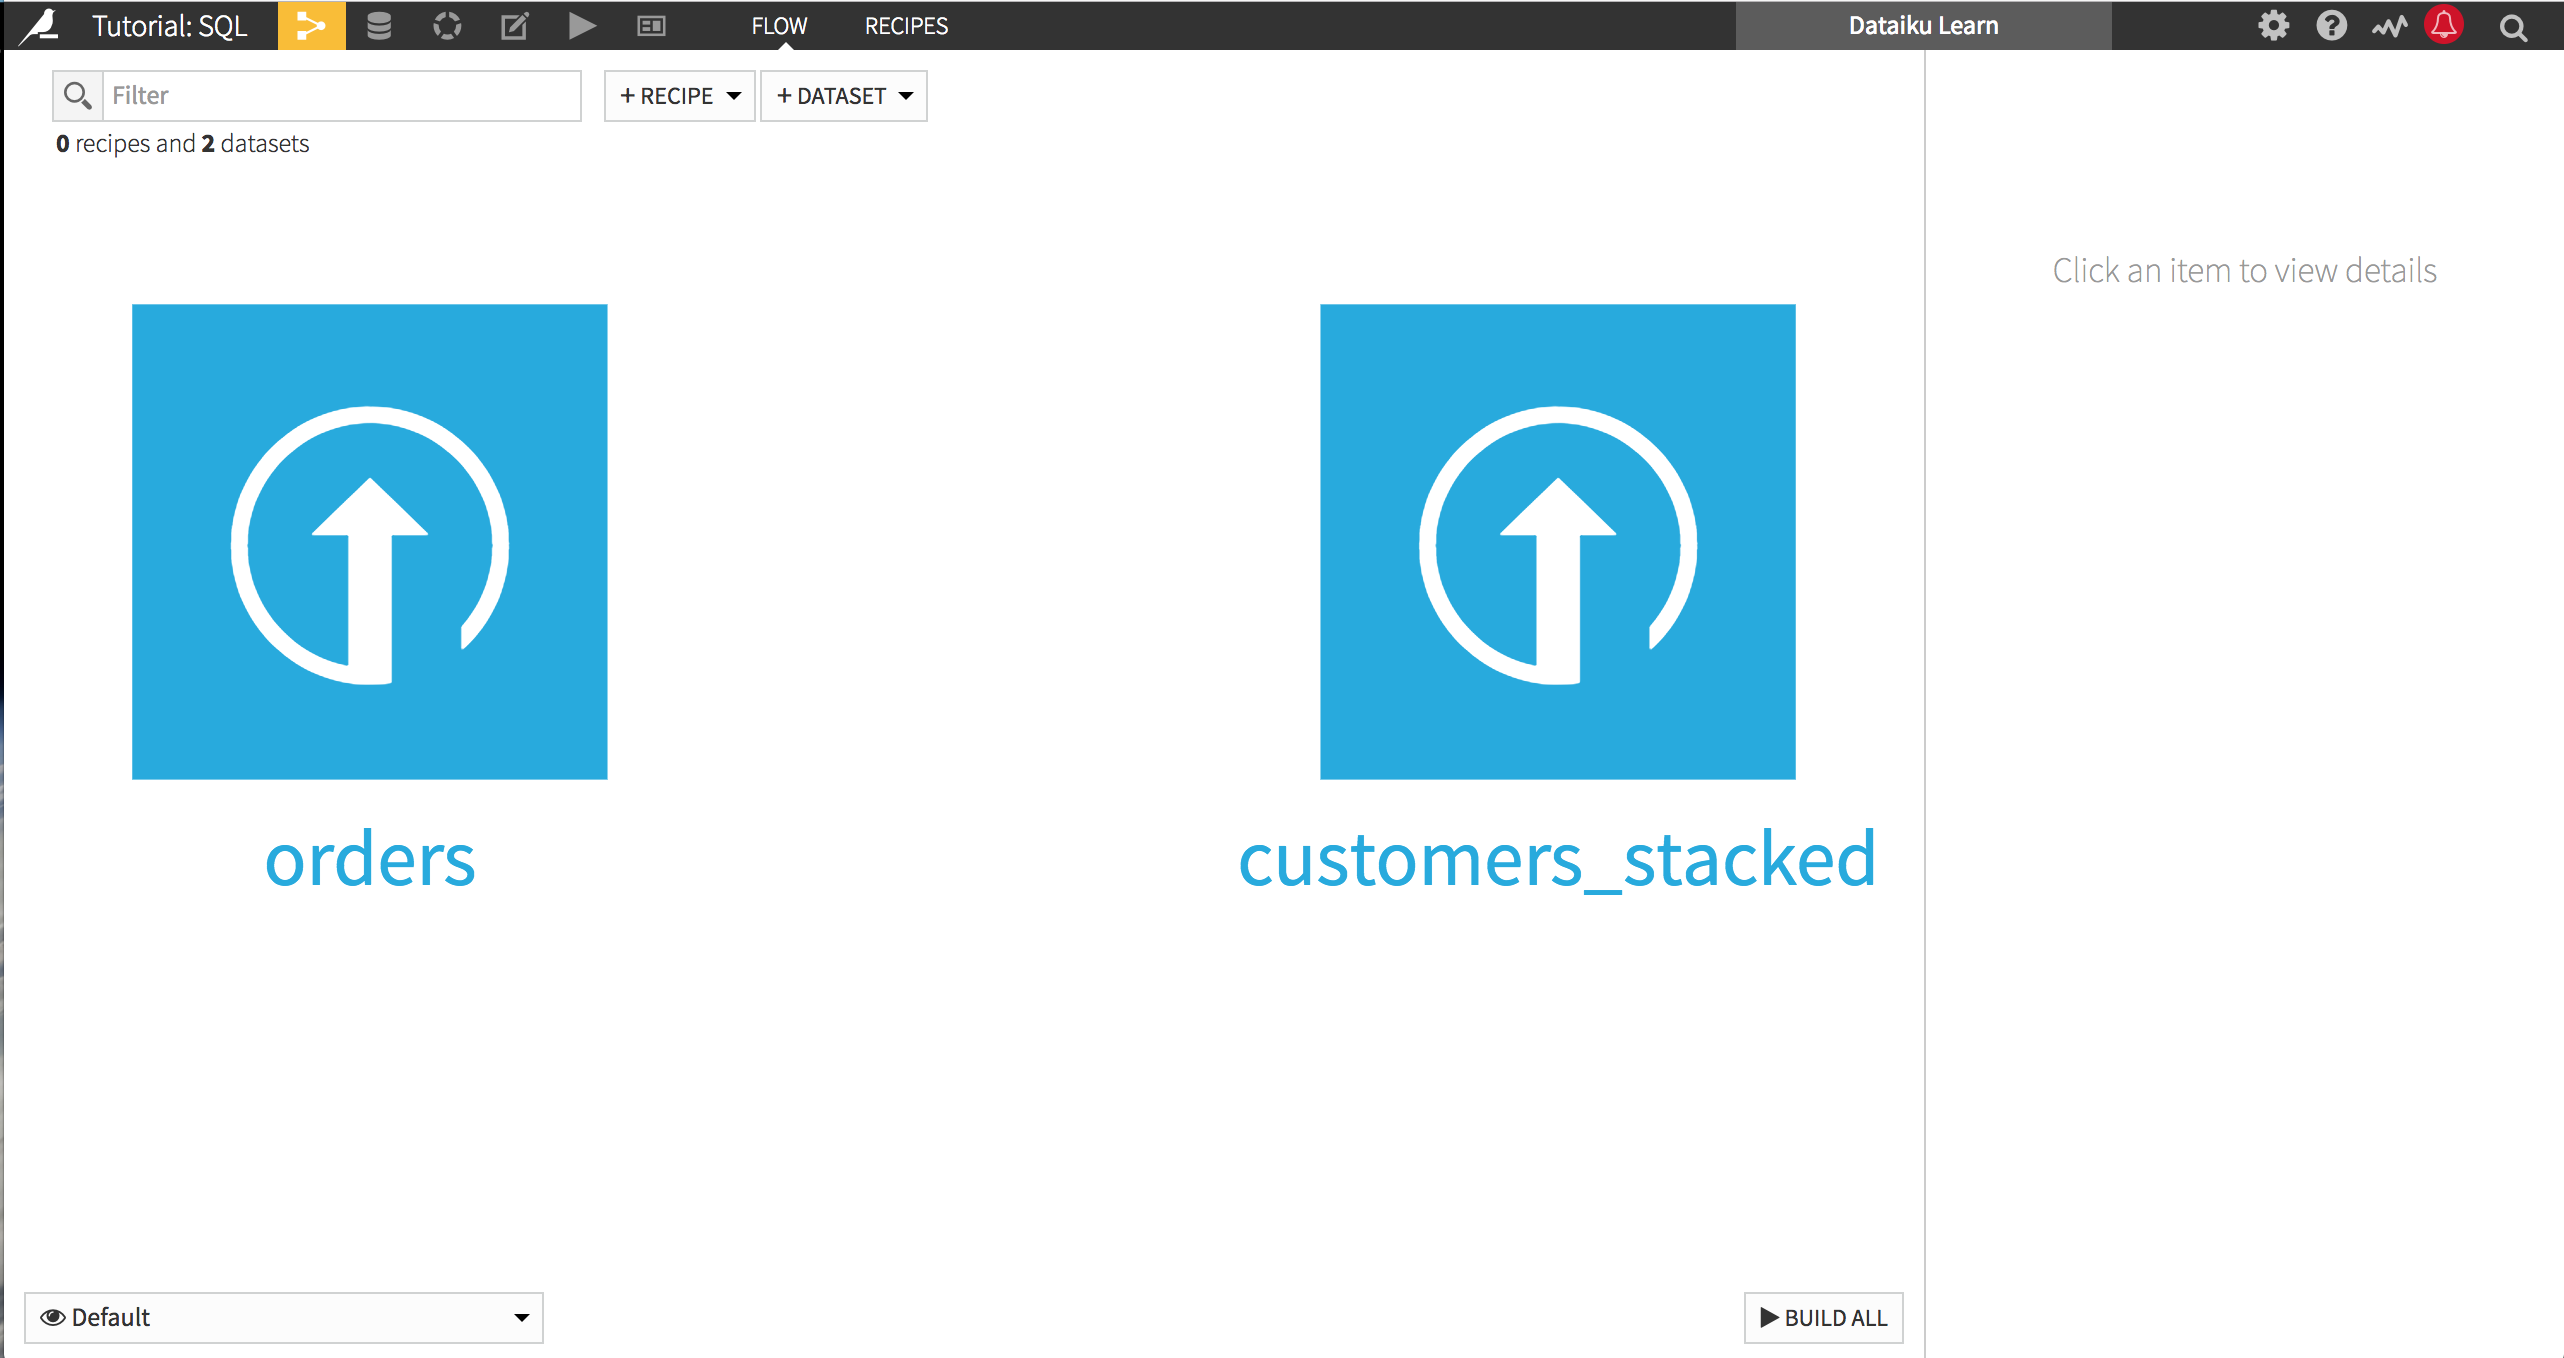 Tutorial: SQL
FLOW
RECIPES
Dataiku Learn
Filter
+ RECIPE
+ DATASET
0 recipes and 2 datasets
Click an item to view details
orders
customers_stacked
Default
BUILD ALL